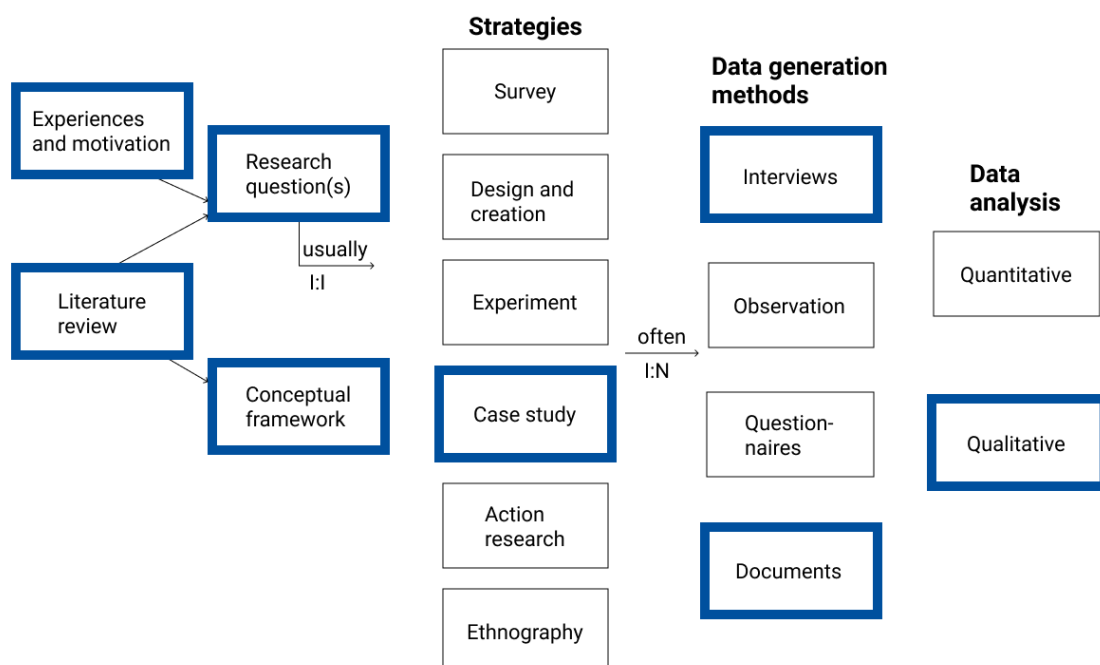 Experiences
and motivation
Literature
review
Research
question(s)
usually
I:I
Conceptual
framework
Strategies
Survey
Design and
creation
Experiment
Case study
Action
research
Ethnography
often
I:N
Data generation
methods
Interviews
Observation
Question-
naires
Documents
Data
analysis
Quantitative
Qualitative